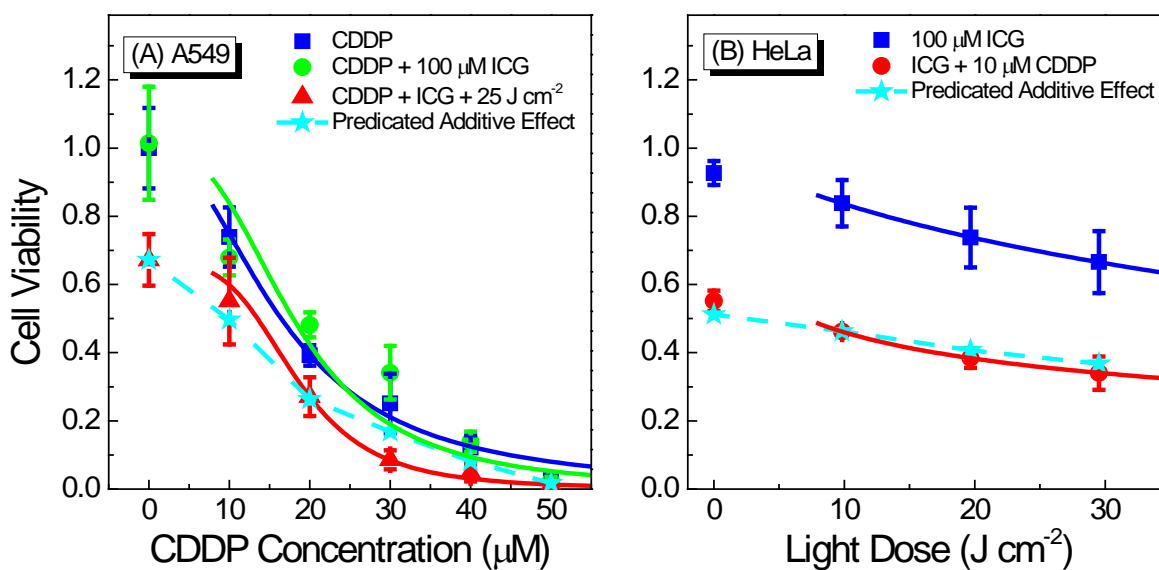 (A) A549
CDDP
CDDP + 100 μM ICG
CDDP + ICG + 25 J cm⁻²
Predicated Additive Effect
1.2
1.0
0.8
0.6
0.4
0.2
0.0
Cell Viability
0 10 20 30 40 50
CDDP Concentration (μM)
(B) HeLa
100 μM ICG
ICG + 10 μM CDDP
Predicated Additive Effect
1.2
1.0
0.8
0.6
0.4
0.2
0.0
0 10 20 30
Light Dose (J cm⁻²)